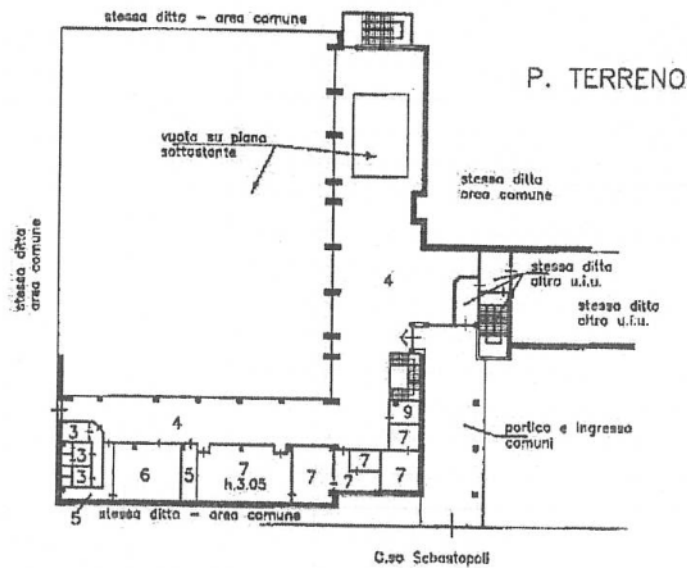 stessa ditta - area comune
P. TERRENO
vuoto su piano
sottostante
stessa ditta
area comune
stessa ditta
area comune
stessa ditta
altra u.i.u.
stessa ditta
altra u.i.u.
4
9
4
3
7
portico e ingresso
comuni
3
6
5
7
7
7
7
7
3
h.3.05
5
stessa ditta - area comune
C.so Sebastopoli